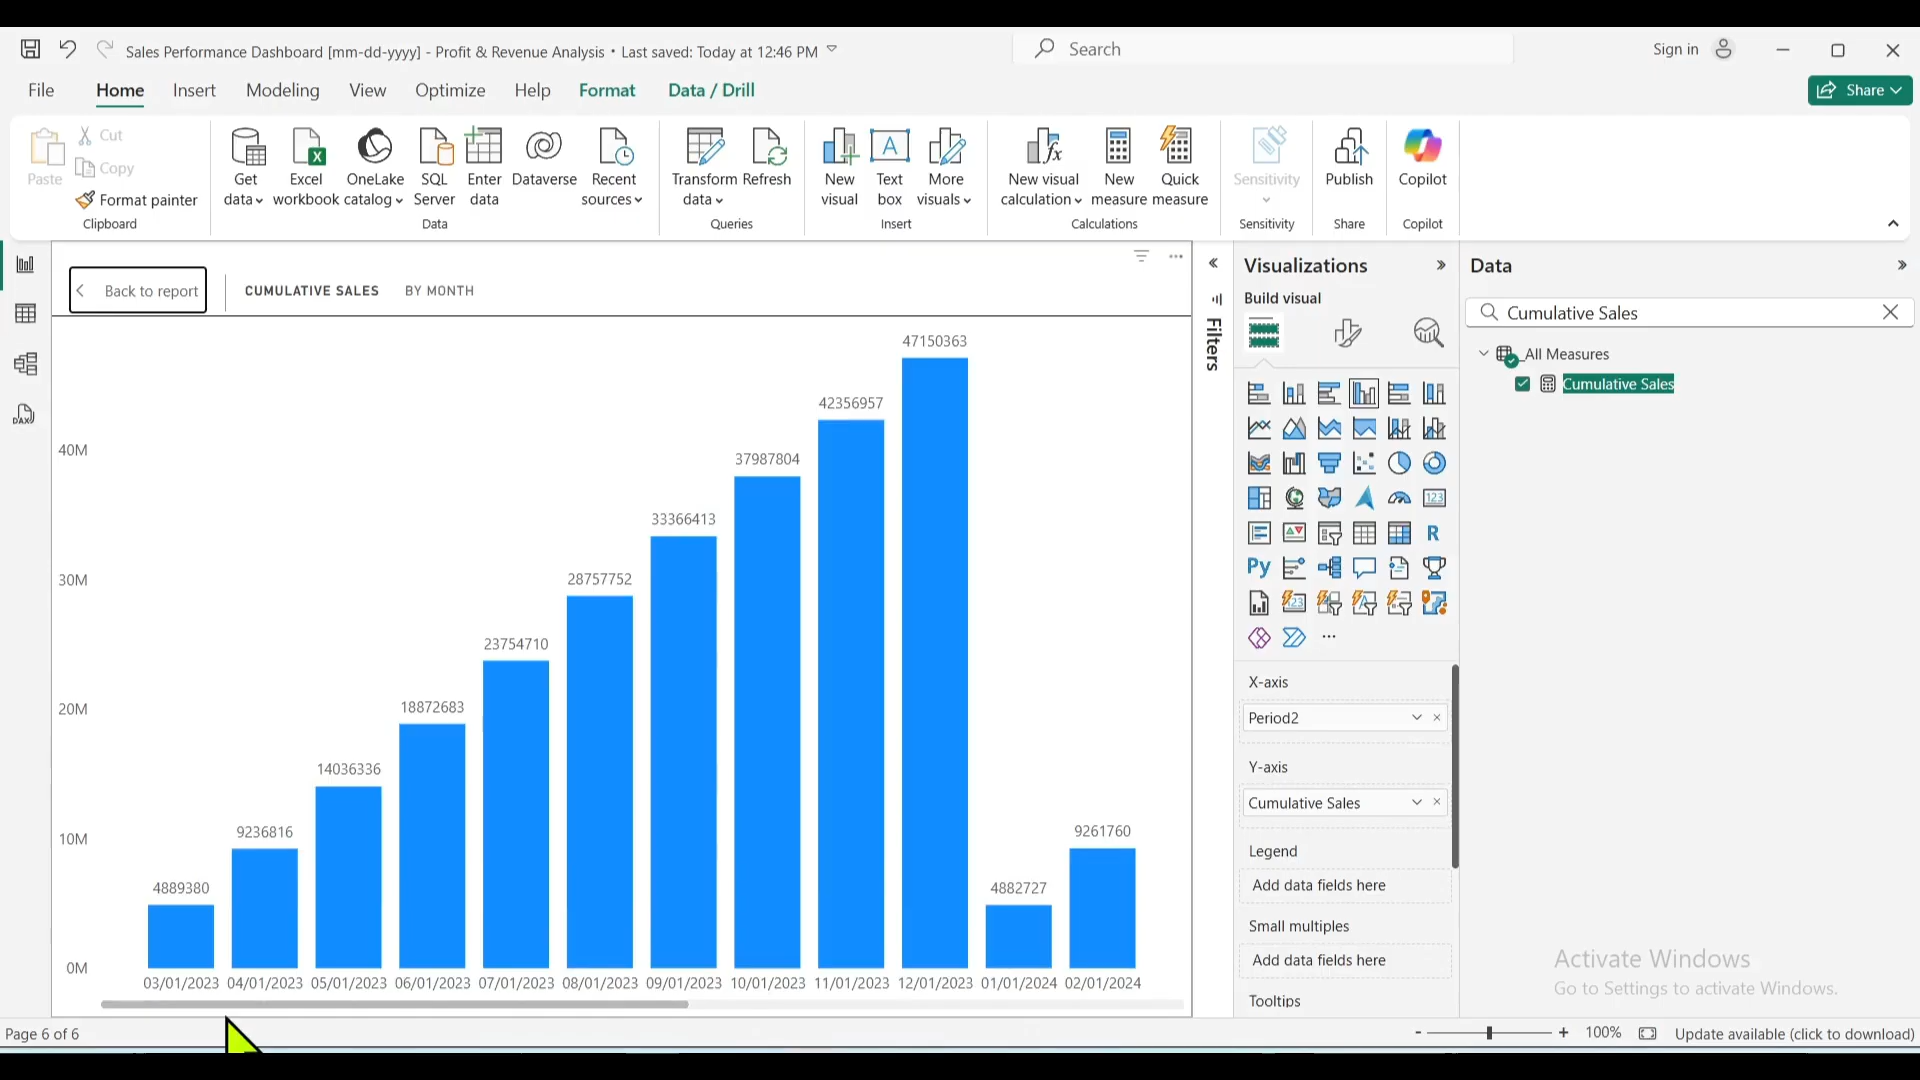 Sales Performance Dashboard [mm-dd-yyyy] - Profit & Revenue Analysis • Last saved: Today at 12:46 PM
Search
Sign in
File Home Insert Modeling View Optimize Help Format Data / Drill
Share
Paste
Cut
Copy
Format painter
Clipboard
Get data
Excel workbook
OneLake catalog
SQL Server
Enter data
Dataverse
Recent sources
Data
Transform data
Refresh
Queries
New visual
Text box
More visuals
Insert
New visual calculation
New measure
Quick measure
Calculations
Sensitivity
Sensitivity
Publish
Share
Copilot
Copilot
Back to report
CUMULATIVE SALES BY MONTH
40M
30M
20M
10M
0M
4889380
9236816
14036336
18872683
23754710
28757752
33366413
37987804
42356957
47150363
4882727
9261760
03/01/2023 04/01/2023 05/01/2023 06/01/2023 07/01/2023 08/01/2023 09/01/2023 10/01/2023 11/01/2023 12/01/2023 01/01/2024 02/01/2024
Filters
Visualizations
Build visual
123
R
Py
X-axis
Period2
Y-axis
Cumulative Sales
Legend
Add data fields here
Small multiples
Add data fields here
Tooltips
Data
Cumulative Sales
_All Measures
Cumulative Sales
DAX
Activate Windows
Go to Settings to activate Windows.
Page 6 of 6
- + 100%
Update available (click to download)